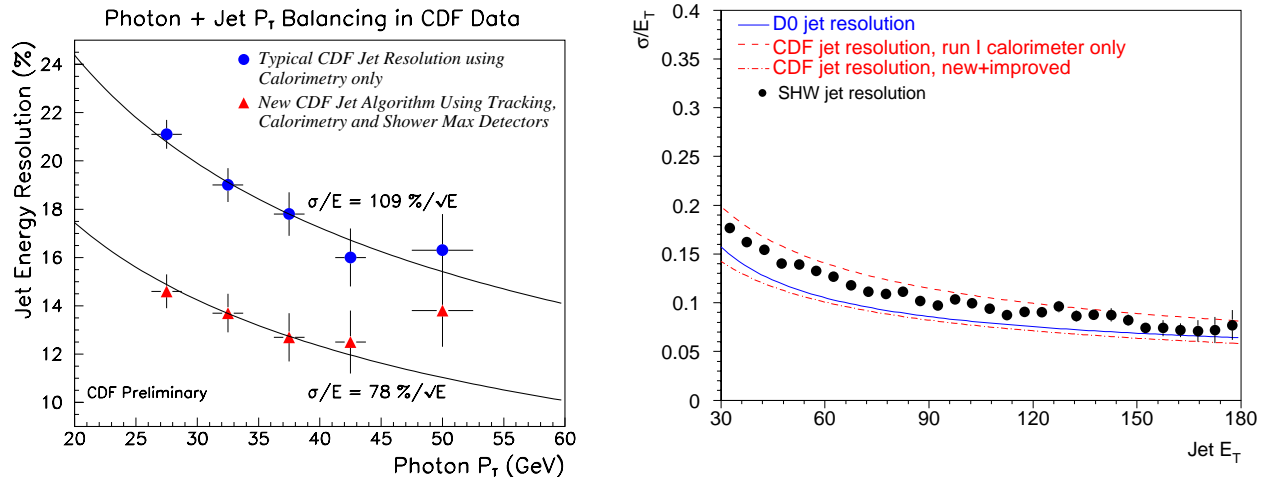 Photon + Jet P_T Balancing in CDF Data
Jet Energy Resolution (%)
24
22
20
18
16
14
12
10
Typical CDF Jet Resolution using
Calorimetry only
New CDF Jet Algorithm Using Tracking,
Calorimetry and Shower Max Detectors
σ/E = 109 %/√E
σ/E = 78 %/√E
CDF Preliminary
20 25 30 35 40 45 50 55 60
Photon P_T (GeV)
σ/E_T
0.4
0.35
0.3
0.25
0.2
0.15
0.1
0.05
0
D0 jet resolution
CDF jet resolution, run I calorimeter only
CDF jet resolution, new+improved
SHW jet resolution
30 60 90 120 150 180
Jet E_T